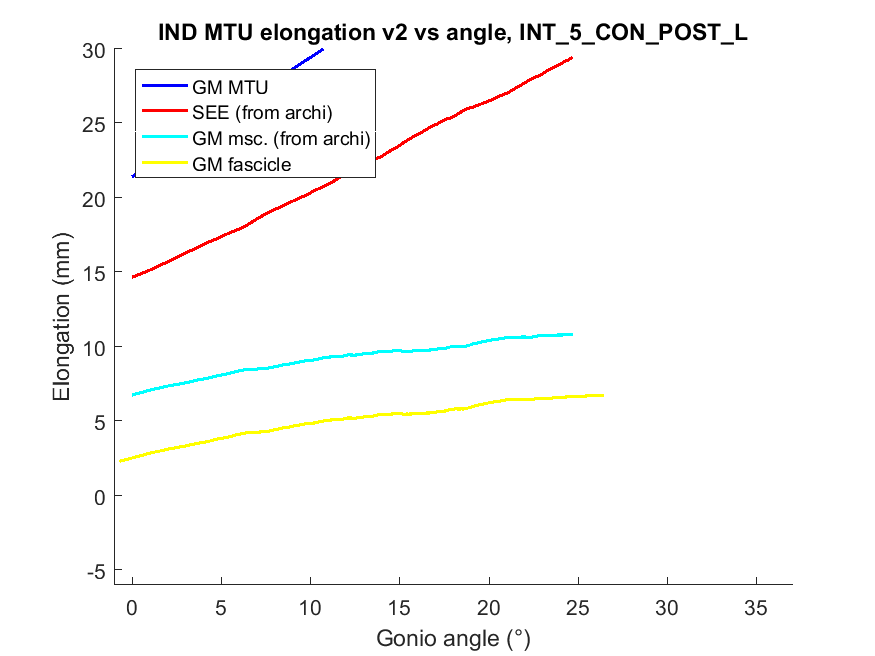 IND MTU elongation v2 vs angle, INT_5_CON_POST_L
30
25
20
15
10
5
0
-5
Elongation (mm)
GM MTU
SEE (from archi)
GM msc. (from archi)
GM fascicle
0 5 10 15 20 25 30 35
Gonio angle (°)